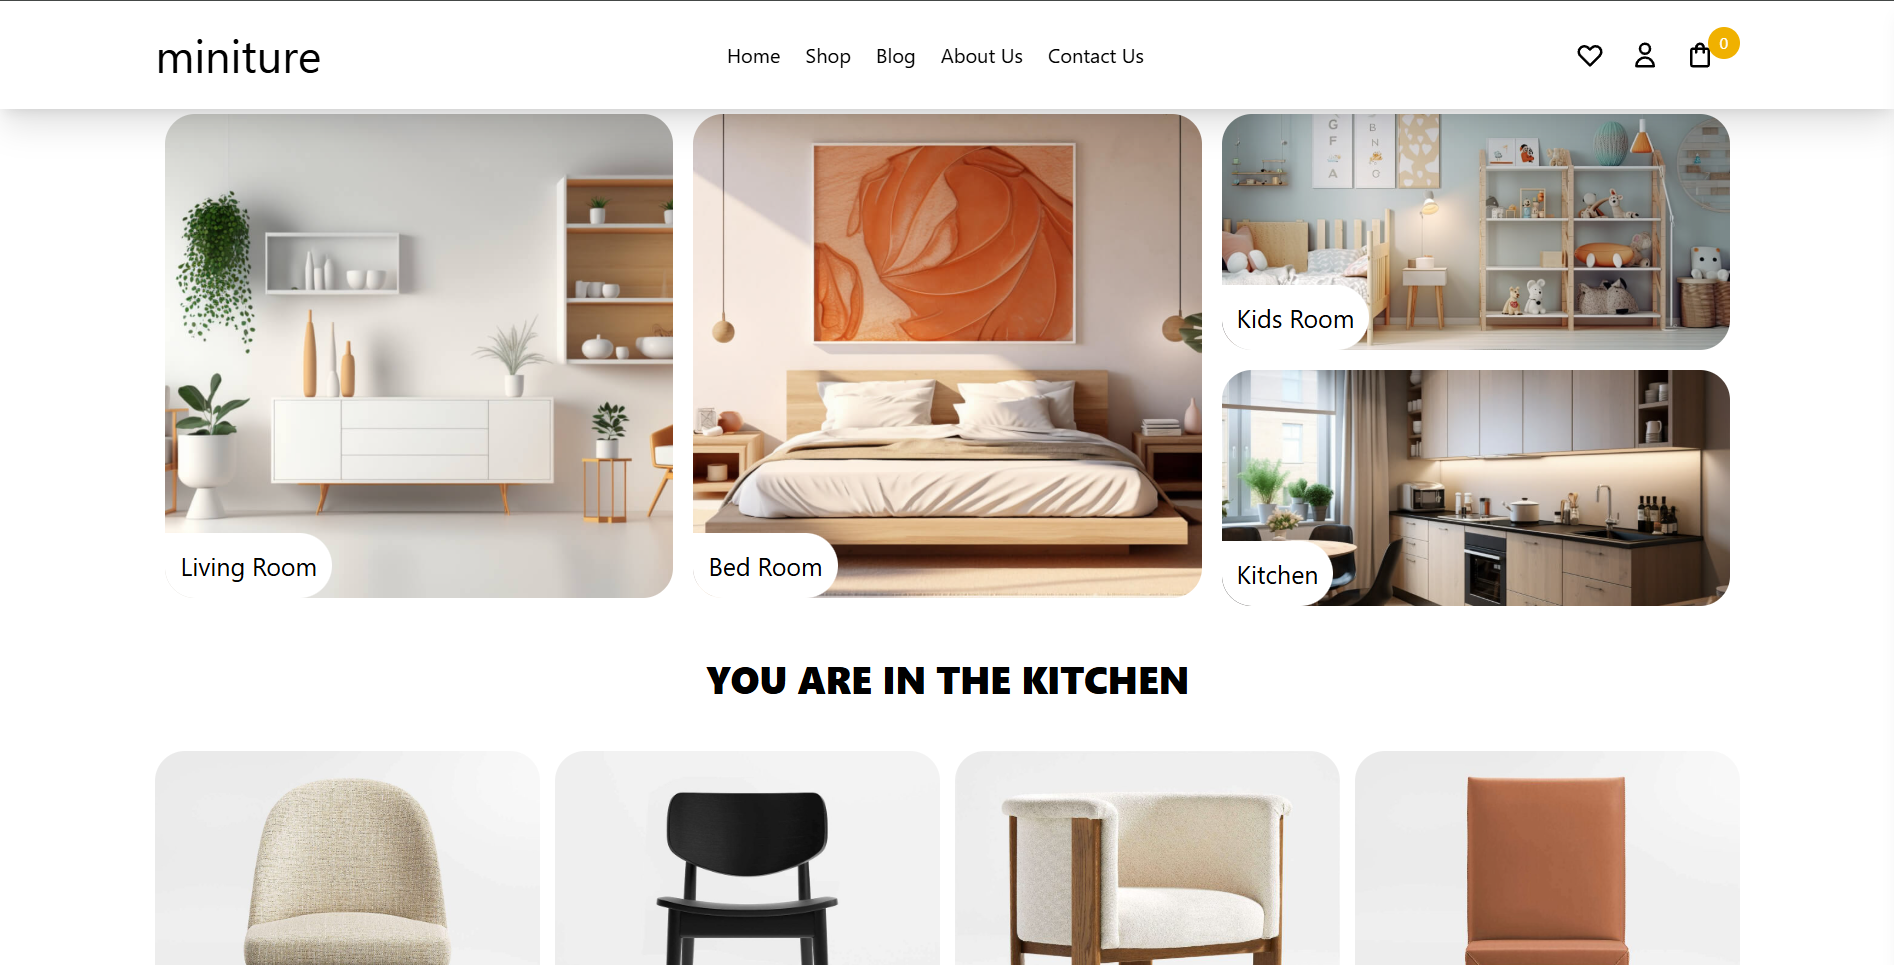 miniture
Home Shop Blog About Us Contact Us
0
G
F
A
B
N
G
Kids Room
Living Room
Bed Room
Kitchen
YOU ARE IN THE KITCHEN